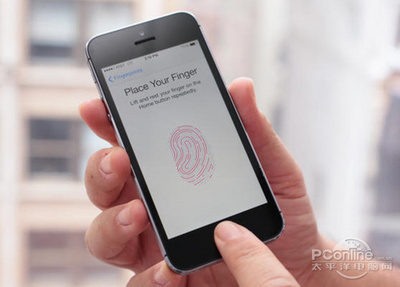 Fingerprints
Place Your Finger
Lift and rest your finger on the
Home button repeatedly.
PConline
太平洋电脑网